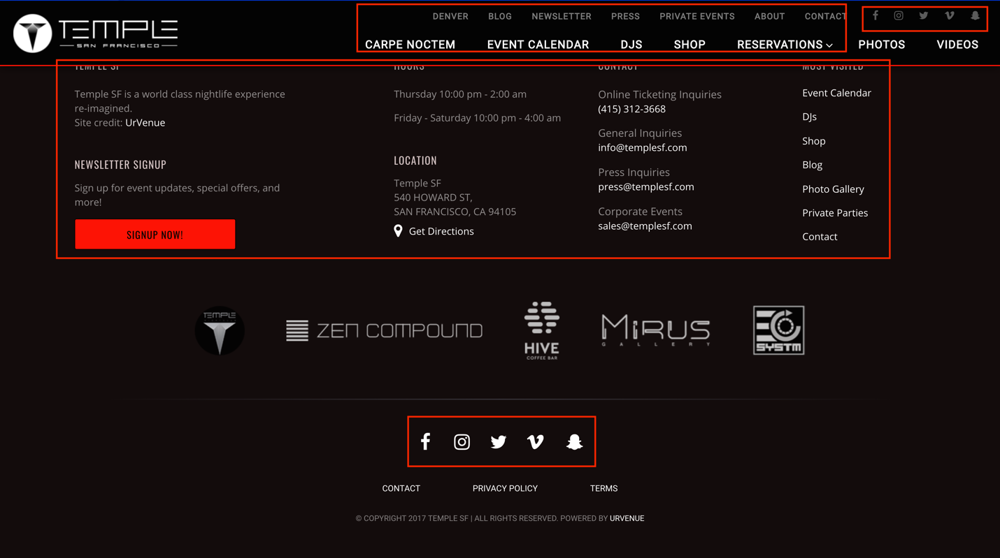 DENVER BLOG NEWSLETTER PRESS PRIVATE EVENTS ABOUT CONTACT
TEMPLE
SAN FRANCISCO
CARPE NOCTEM EVENT CALENDAR DJS SHOP RESERVATIONS PHOTOS VIDEOS
TEMPLE SF
Temple SF is a world class nightlife experience
re-imagined.
Site credit: UrVenue
NEWSLETTER SIGNUP
Sign up for event updates, special offers, and
more!
SIGNUP NOW!
HOURS
Thursday 10:00 pm - 2:00 am
Friday - Saturday 10:00 pm - 4:00 am
LOCATION
Temple SF
540 HOWARD ST,
SAN FRANCISCO, CA 94105
Get Directions
CONTACT
Online Ticketing Inquiries
(415) 312-3668
General Inquiries
info@templesf.com
Press Inquiries
press@templesf.com
Corporate Events
sales@templesf.com
MOST VISITED
Event Calendar
DJs
Shop
Blog
Photo Gallery
Private Parties
Contact
TEMPLE
ZEN COMPOUND
HIVE
COFFEE BAR
MiRUS
GALLERY
SYSTM
CONTACT PRIVACY POLICY TERMS
© COPYRIGHT 2017 TEMPLE SF | ALL RIGHTS RESERVED. POWERED BY URVENUE